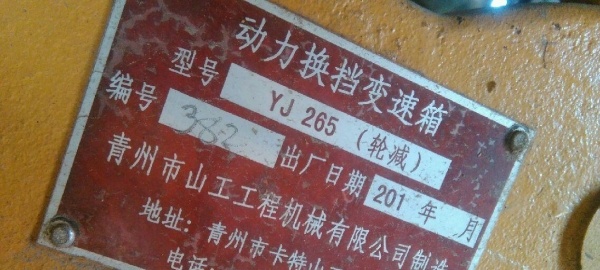 动力换挡变速箱
型号 YJ 265（轮减）
编号 382 出厂日期 201 年 月
青州市山工工程机械有限公司制造
地址：青州市卡特山
电话